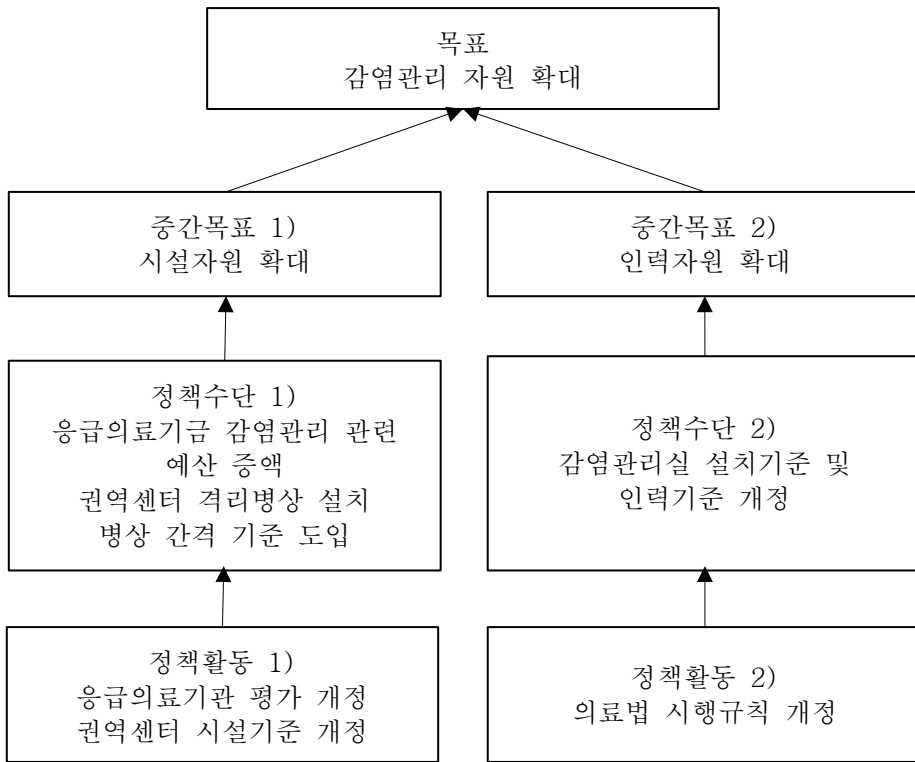 목표
감염관리 자원 확대
중간목표 1)
시설자원 확대
중간목표 2)
인력자원 확대
정책수단 1)
응급의료기금 감염관리 관련
예산 증액
권역센터 격리병상 설치
병상 간격 기준 도입
정책수단 2)
감염관리실 설치기준 및
인력기준 개정
정책활동 1)
응급의료기관 평가 개정
권역센터 시설기준 개정
정책활동 2)
의료법 시행규칙 개정